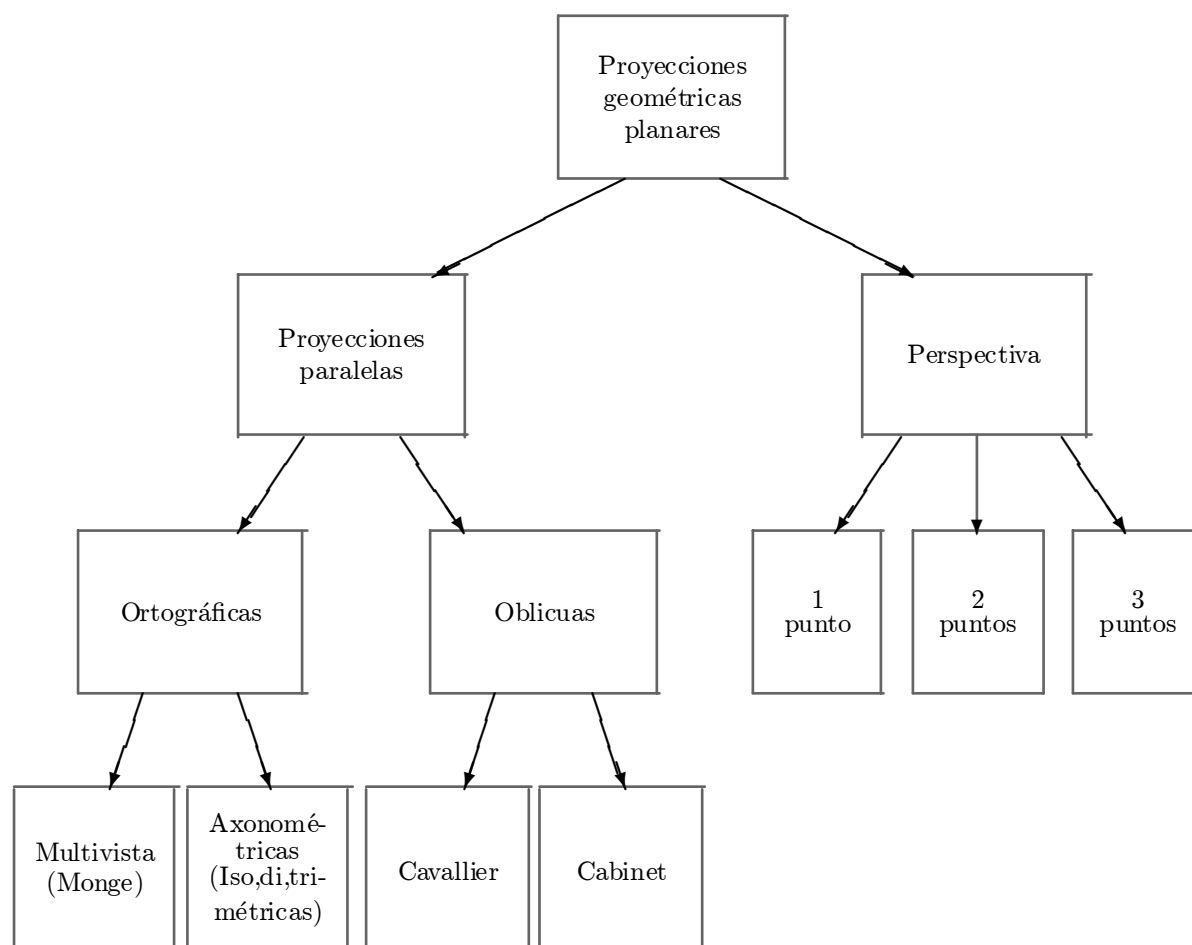 Proyecciones
geométricas
planares
Proyecciones
paralelas
Perspectiva
Ortográficas
Oblicuas
1
punto
2
puntos
3
puntos
Multivista
(Monge)
Axonomé-
tricas
(Iso,di,tri-
métricas)
Cavallier
Cabinet